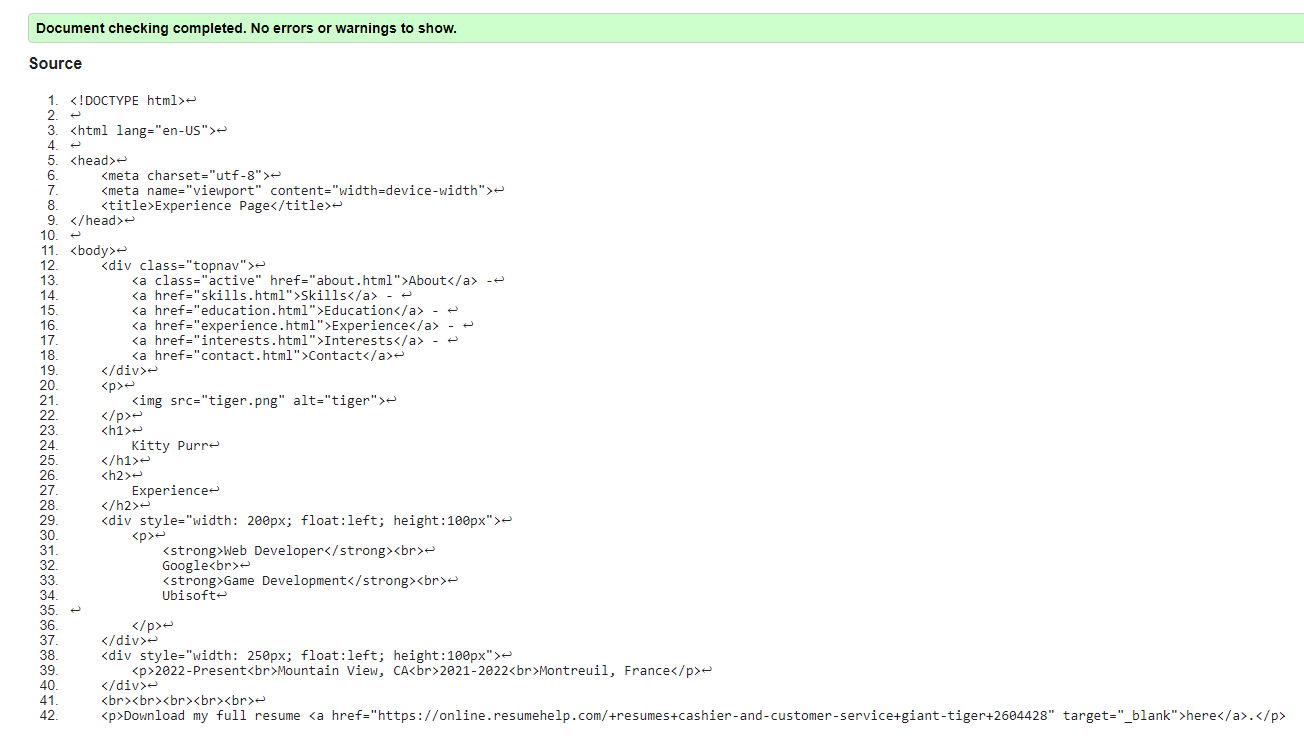 Document checking completed. No errors or warnings to show.
Source
1. <!DOCTYPE html>↩
2. ↩
3. <html lang="en-US">↩
4. ↩
5. <head>↩
6.     <meta charset="utf-8">↩
7.     <meta name="viewport" content="width=device-width">↩
8.     <title>Experience Page</title>↩
9. </head>↩
10. ↩
11. <body>↩
12.     <div class="topnav">↩
13.         <a class="active" href="about.html">About</a> -↩
14.         <a href="skills.html">Skills</a> - ↩
15.         <a href="education.html">Education</a> - ↩
16.         <a href="experience.html">Experience</a> - ↩
17.         <a href="interests.html">Interests</a> - ↩
18.         <a href="contact.html">Contact</a>↩
19.     </div>↩
20.     <p>↩
21.         <img src="tiger.png" alt="tiger">↩
22.     </p>↩
23.     <h1>↩
24.         Kitty Purr↩
25.     </h1>↩
26.     <h2>↩
27.         Experience↩
28.     </h2>↩
29.     <div style="width: 200px; float:left; height:100px">↩
30.         <p>↩
31.             <strong>Web Developer</strong><br>↩
32.             Google<br>↩
33.             <strong>Game Development</strong><br>↩
34.             Ubisoft↩
35. ↩
36.         </p>↩
37.     </div>↩
38.     <div style="width: 250px; float:left; height:100px">↩
39.         <p>2022-Present<br>Mountain View, CA<br>2021-2022<br>Montreuil, France</p>↩
40.     </div>↩
41.     <br><br><br><br><br>↩
42.     <p>Download my full resume <a href="https://online.resumehelp.com/+resumes+cashier-and-customer-service+giant-tiger+2604428" target="_blank">here</a>.</p>